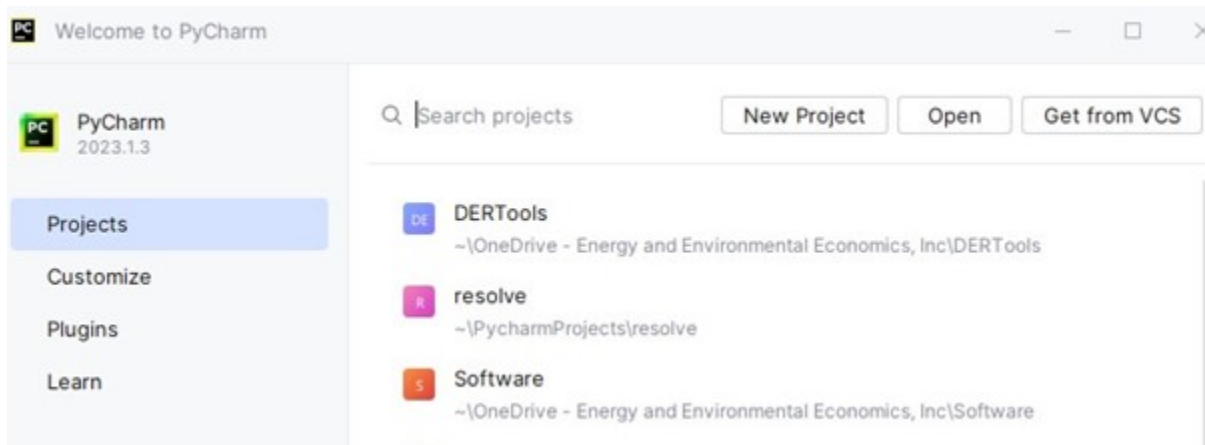 PC Welcome to PyCharm
PC PyCharm
2023.1.3
Projects
Customize
Plugins
Learn
Search projects New Project Open Get from VCS
DE DERTools
~\OneDrive - Energy and Environmental Economics, Inc\DERTools
R resolve
~\PycharmProjects\resolve
S Software
~\OneDrive - Energy and Environmental Economics, Inc\Software